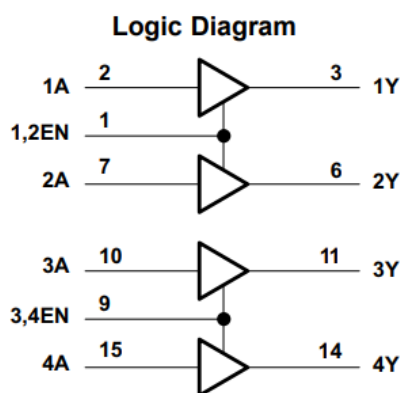 Logic Diagram
1A 2 3 1Y
1,2EN 1
2A 7 6 2Y
3A 10 11 3Y
3,4EN 9
4A 15 14 4Y